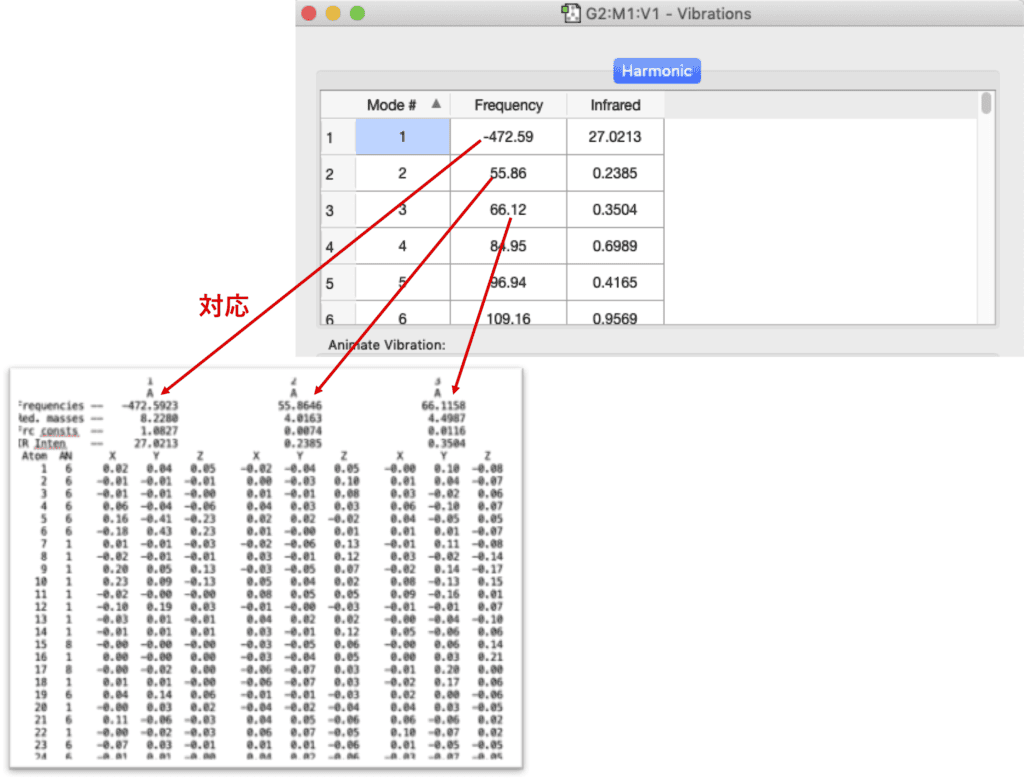 G2:M1:V1 - Vibrations
Harmonic
Mode # ▲ Frequency Infrared
1 1 -472.59 27.0213
2 2 55.86 0.2385
3 3 66.12 0.3504
4 4 84.95 0.6989
5 5 96.94 0.4165
6 6 109.16 0.9569
Animate Vibration:
対応
1 2 3
A A A
Frequencies -- -472.5923 55.8646 66.1158
Red. masses -- 8.2280 4.0163 4.4987
Frc consts -- 1.0827 0.0074 0.0116
IR Inten -- 27.0213 0.2385 0.3504
Atom AN X Y Z X Y Z X Y Z
1 6 0.02 0.04 0.05 -0.02 -0.04 0.05 -0.00 0.10 -0.08
2 6 -0.01 -0.01 -0.01 0.00 -0.03 0.10 0.01 0.04 -0.07
3 6 -0.01 -0.01 -0.00 0.01 -0.01 0.08 0.03 -0.02 0.06
4 6 0.06 -0.04 -0.06 0.04 0.03 0.03 0.06 -0.10 0.07
5 6 0.16 -0.41 -0.23 0.02 0.02 -0.02 0.04 -0.05 0.05
6 6 -0.18 0.43 0.23 0.01 -0.00 0.01 0.01 0.01 -0.07
7 1 0.01 0.01 -0.03 -0.02 -0.06 0.13 -0.01 0.11 -0.08
8 1 -0.02 -0.01 -0.01 -0.03 -0.01 0.12 0.03 -0.02 -0.14
9 1 0.20 0.05 0.13 -0.03 -0.05 0.07 -0.02 0.14 -0.17
10 1 0.23 0.09 -0.13 0.05 0.04 0.02 0.08 -0.13 0.15
11 1 -0.02 -0.00 -0.00 0.08 0.05 0.05 0.09 -0.16 0.01
12 1 -0.10 0.19 0.03 -0.01 -0.00 -0.03 -0.01 -0.01 0.07
13 1 -0.03 0.01 -0.01 0.04 0.02 0.02 -0.00 -0.04 -0.10
14 1 -0.01 0.01 0.01 0.03 -0.01 0.12 0.05 -0.06 0.06
15 8 -0.00 -0.00 -0.00 -0.03 -0.05 0.06 -0.00 0.06 0.14
16 1 0.00 -0.00 0.00 -0.03 -0.04 0.05 0.00 0.03 0.21
17 8 -0.00 -0.02 0.00 -0.06 -0.07 0.03 -0.01 0.20 0.00
18 1 0.01 0.01 -0.00 -0.06 -0.07 0.03 -0.02 0.17 0.06
19 6 0.04 0.14 0.06 -0.01 -0.01 -0.03 0.02 0.00 -0.06
20 1 -0.00 0.03 0.02 -0.04 -0.02 -0.04 0.04 0.03 -0.05
21 6 0.11 -0.06 -0.03 0.04 0.05 -0.06 0.06 -0.06 0.02
22 1 -0.00 -0.02 -0.03 0.06 0.07 -0.05 0.10 -0.07 0.02
23 6 -0.07 0.03 -0.01 0.01 0.01 -0.06 0.01 -0.05 -0.05